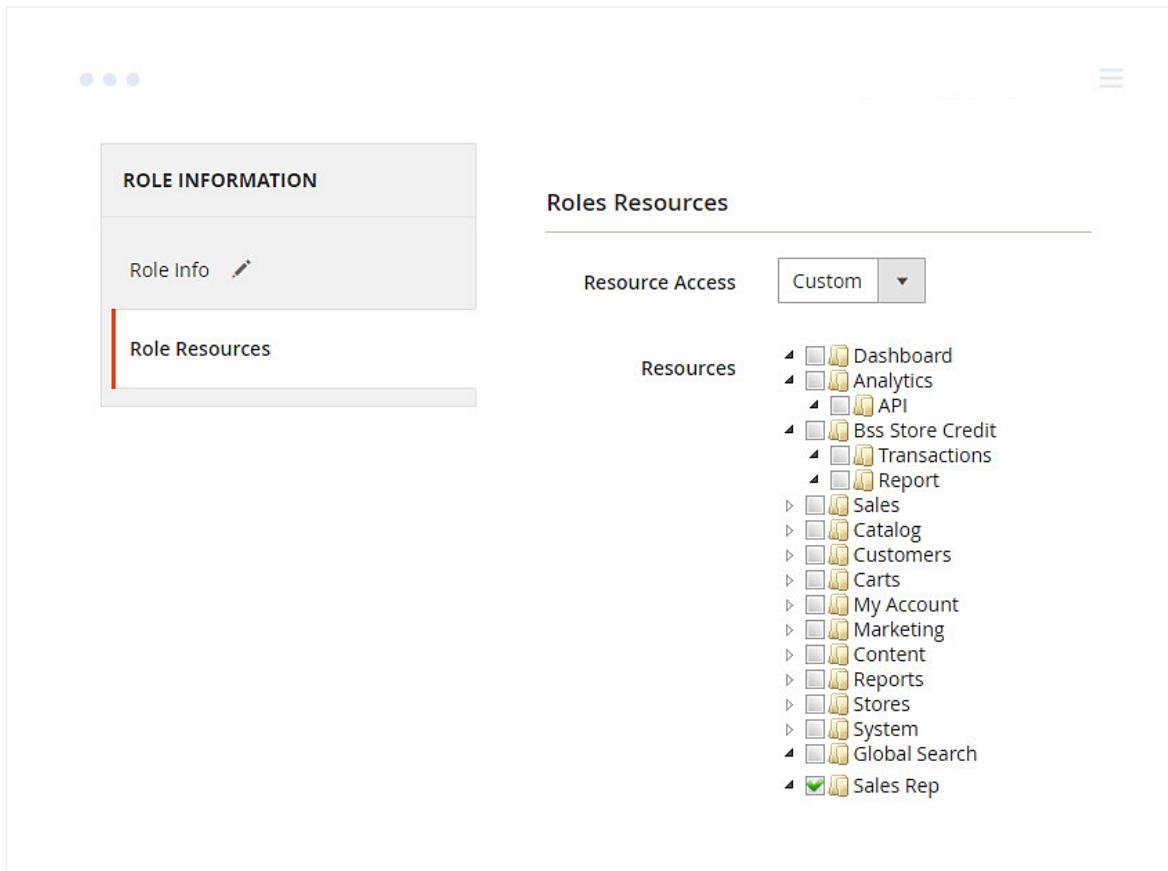 ROLE INFORMATION
Role Info
Role Resources
Roles Resources
Resource Access Custom
Resources
Dashboard
Analytics
API
Bss Store Credit
Transactions
Report
Sales
Catalog
Customers
Carts
My Account
Marketing
Content
Reports
Stores
System
Global Search
Sales Rep